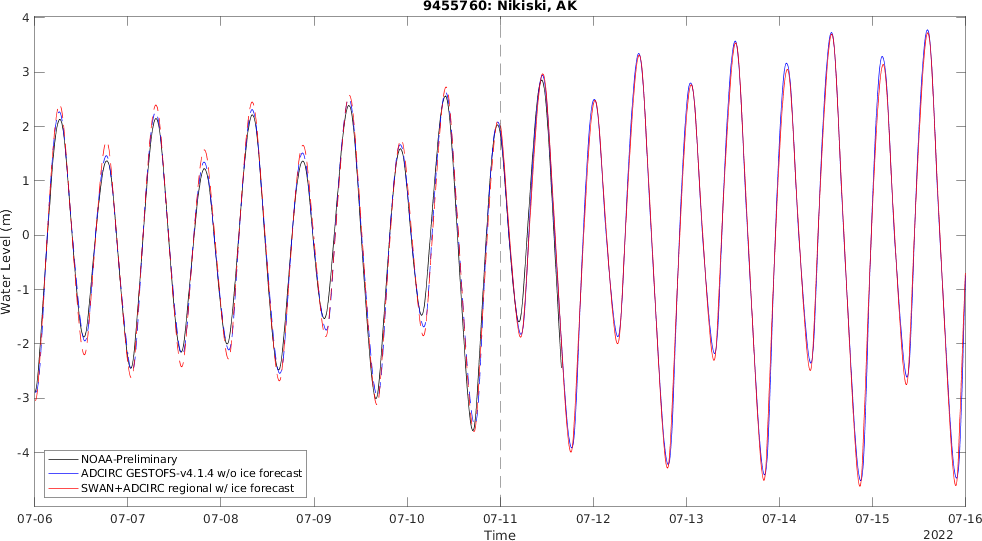 9455760: Nikiski, AK
4
3
2
1
0
-1
-2
-3
-4
Water Level (m)
NOAA-Preliminary
ADCIRC GESTOFS-v4.1.4 w/o ice forecast
SWAN+ADCIRC regional w/ ice forecast
07-06 07-07 07-08 07-09 07-10 07-11 07-12 07-13 07-14 07-15 07-16
Time
2022